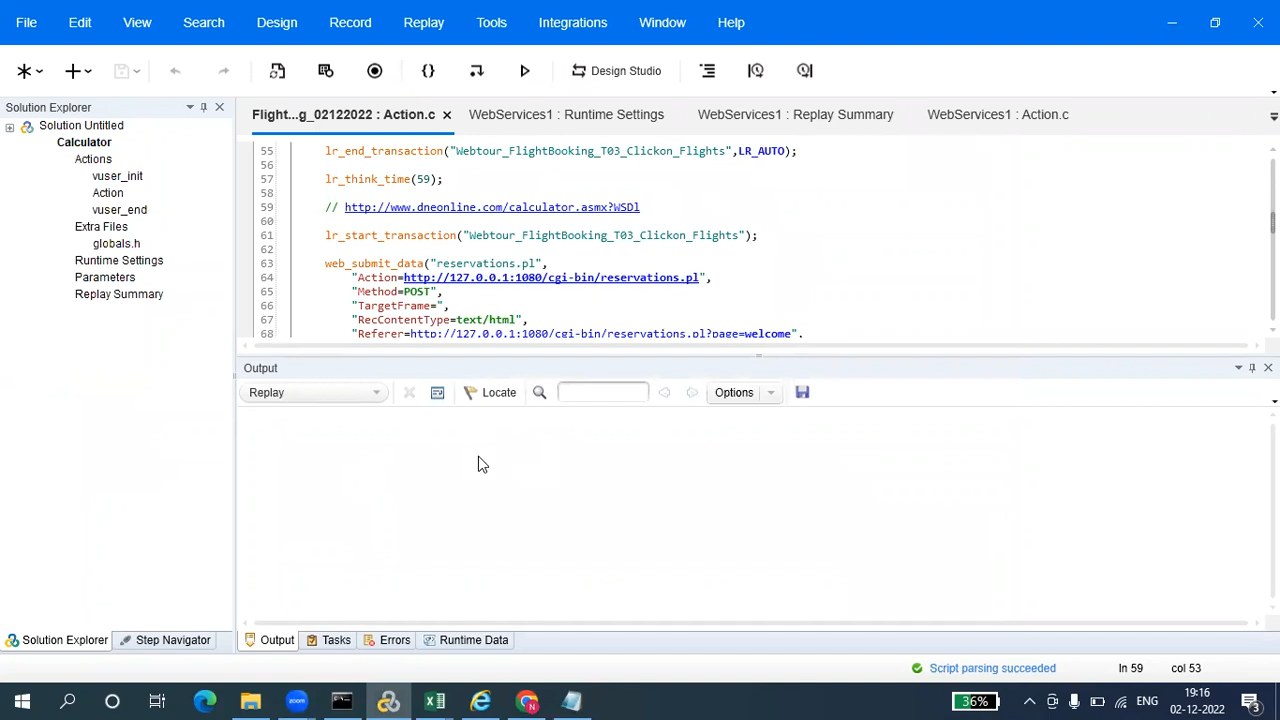 File Edit View Search Design Record Replay Tools Integrations Window Help
Design Studio
Solution Explorer
Flight...g_02122022 : Action.c
WebServices1 : Runtime Settings
WebServices1 : Replay Summary
WebServices1 : Action.c
Solution Untitled
Calculator
Actions
vuser_init
Action
vuser_end
Extra Files
globals.h
Runtime Settings
Parameters
Replay Summary
55 lr_end_transaction("Webtour_FlightBooking_T03_Clickon_Flights",LR_AUTO);
56
57 lr_think_time(59);
58
59 // http://www.dneonline.com/calculator.asmx?WSDl
60
61 lr_start_transaction("Webtour_FlightBooking_T03_Clickon_Flights");
62
63 web_submit_data("reservations.pl",
64 "Action=http://127.0.0.1:1080/cgi-bin/reservations.pl",
65 "Method=POST",
66 "TargetFrame=",
67 "RecContentType=text/html",
68 "Referer=http://127.0.0.1:1080/cgi-bin/reservations.pl?page=welcome",
Output
Replay
Locate
Options
Solution Explorer
Step Navigator
Output
Tasks
Errors
Runtime Data
Script parsing succeeded
ln 59
col 53
zoom
N
36%
ENG
19:16
02-12-2022
3